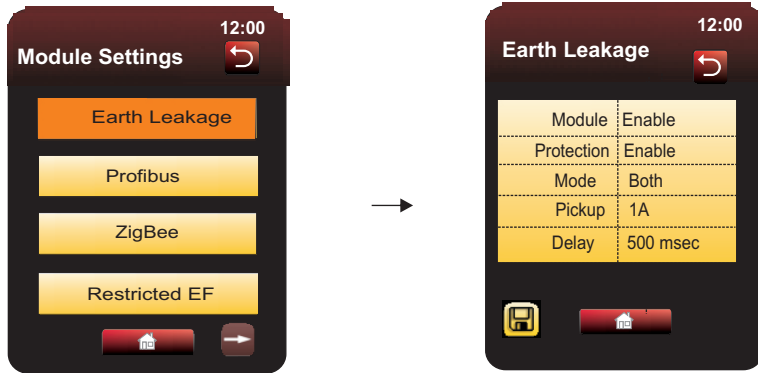 12:00
Module Settings
Earth Leakage
Profibus
ZigBee
Restricted EF
12:00
Earth Leakage
Module Enable
Protection Enable
Mode Both
Pickup 1A
Delay 500 msec